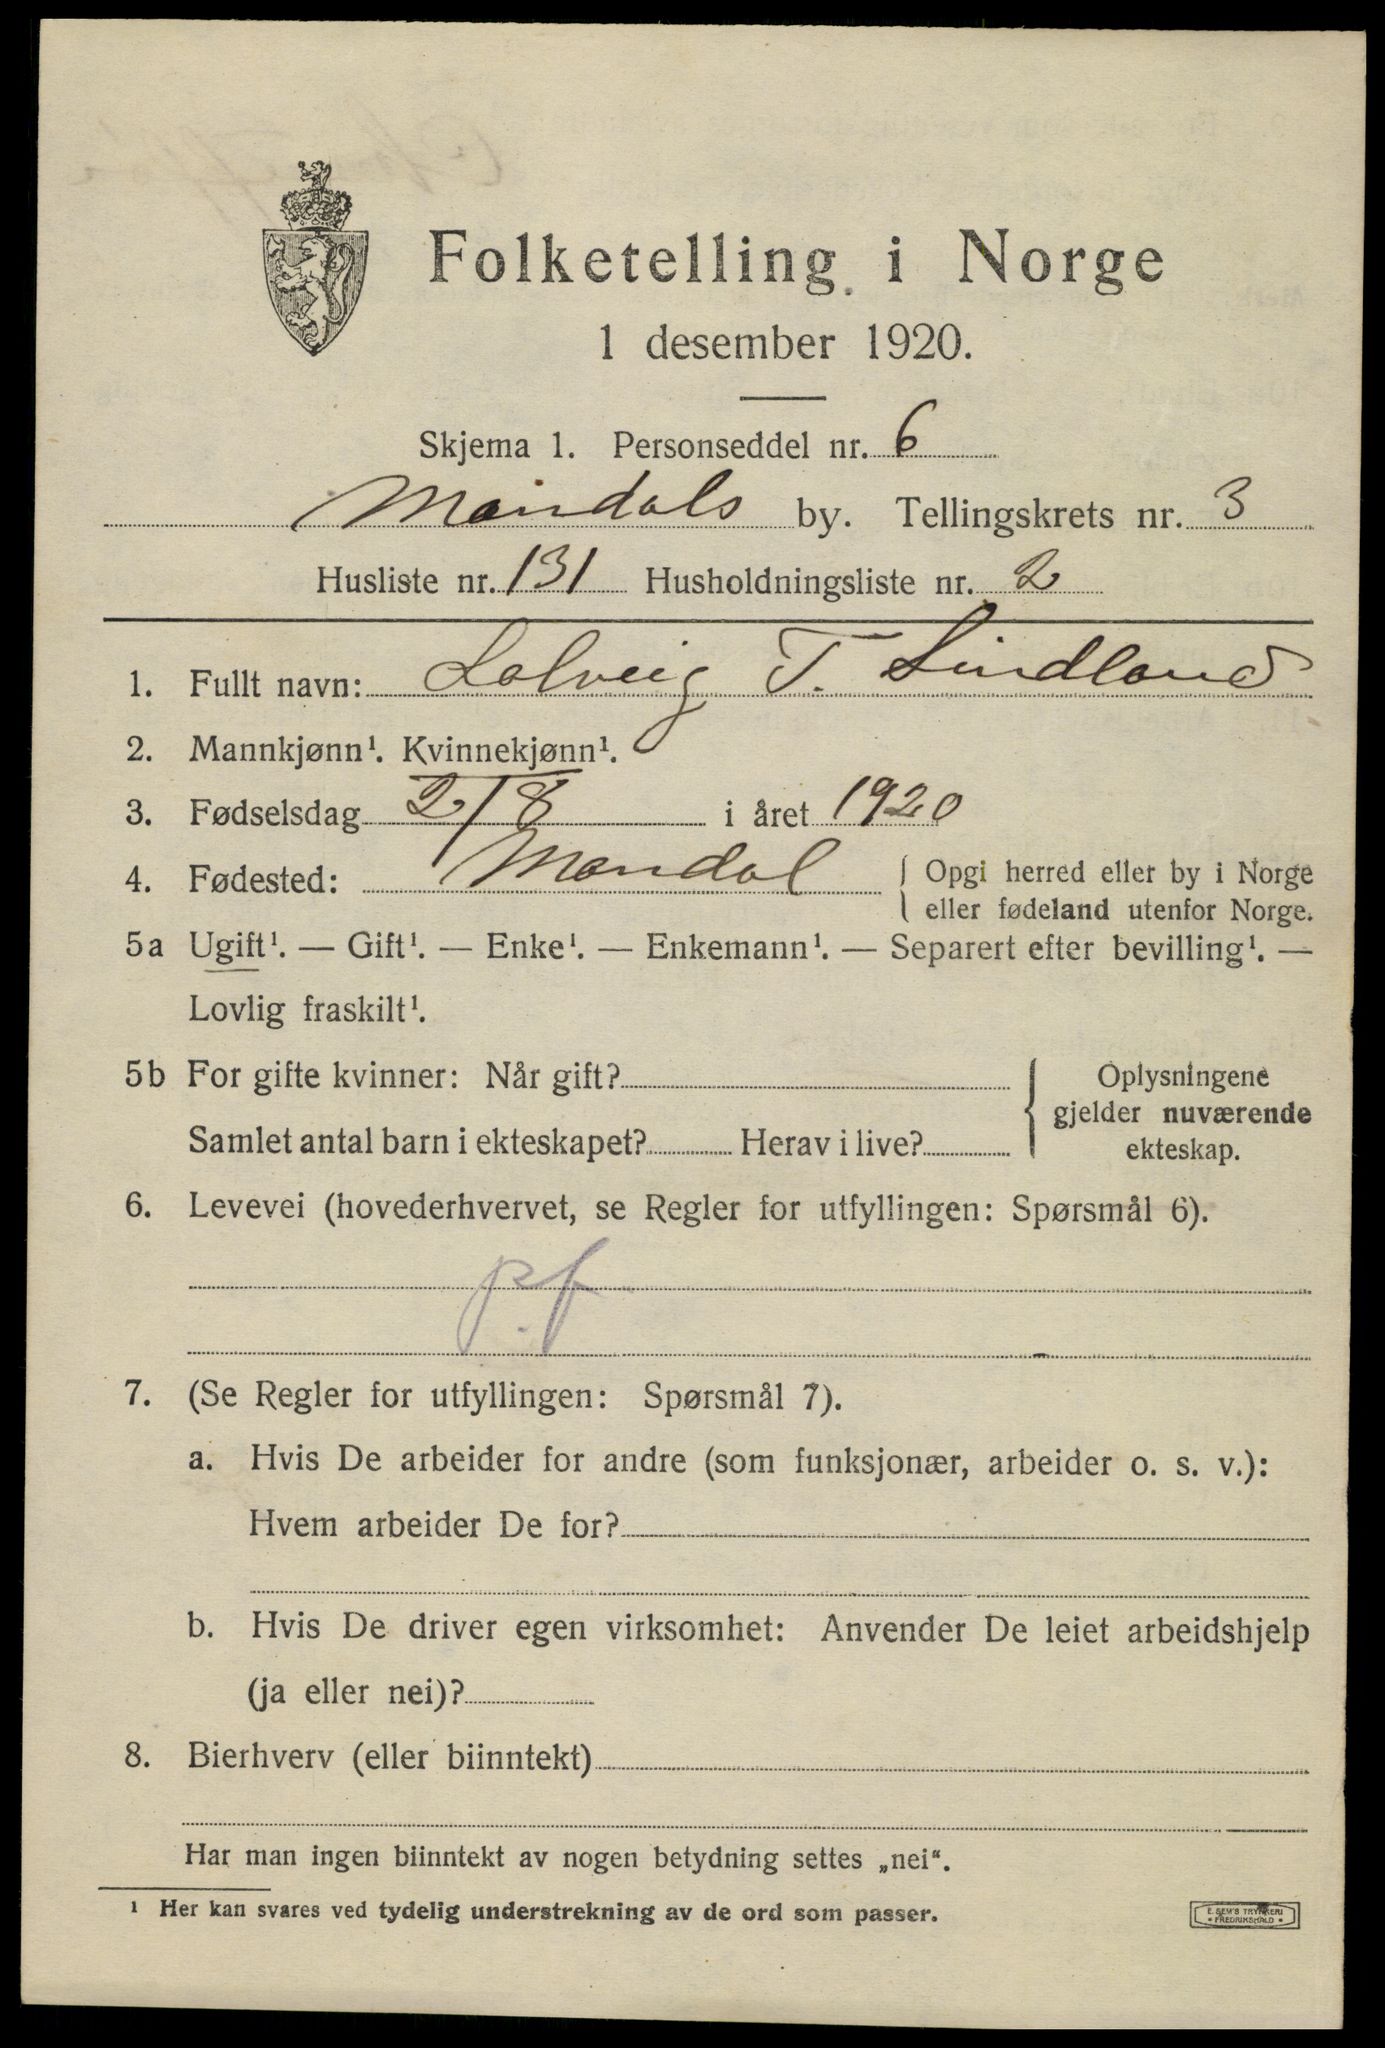 Folketelling i Norge
1 desember 1920.
Skjema 1. Personseddel nr. 6
Mandals by. Tellingskrets nr. 3
Husliste nr. 131 Husholdningsliste nr. 2
1. Fullt navn: Solveig T. Lindland
2. Mannkjønn¹. Kvinnekjønn¹.
3. Fødselsdag 2/8 i året 1920
4. Fødested: Mandal { Opgi herred eller by i Norge
eller fødeland utenfor Norge.
5a Ugift¹. — Gift¹. — Enke¹. — Enkemann¹. — Separert efter bevilling¹. —
Lovlig fraskilt¹.
5b For gifte kvinner: Når gift? { Oplysningene
gjelder nuværende
Samlet antal barn i ekteskapet? Herav i live? ekteskap.
6. Levevei (hovederhvervet, se Regler for utfyllingen: Spørsmål 6).
p.f
7. (Se Regler for utfyllingen: Spørsmål 7).
a. Hvis De arbeider for andre (som funksjonær, arbeider o. s. v.):
Hvem arbeider De for?
b. Hvis De driver egen virksomhet: Anvender De leiet arbeidshjelp
(ja eller nei)?
8. Bierhverv (eller biinntekt)
Har man ingen biinntekt av nogen betydning settes „nei“.
¹ Her kan svares ved tydelig understrekning av de ord som passer.
E. SEM'S TRYKKERI
FREDRIKSHALD